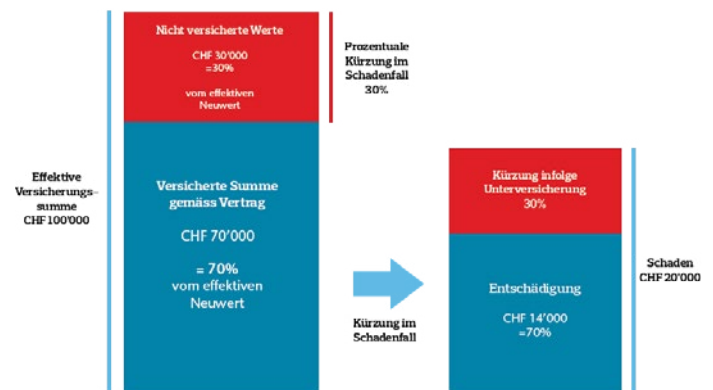 Effektive
Versicherungs-
summe
CHF 100'000
Nicht versicherte Werte
CHF 30'000
=30%
vom effektiven
Neuwert
Prozentuale
Kürzung im
Schadenfall
30%
Versicherte Summe
gemäss Vertrag
CHF 70'000
= 70%
vom effektiven
Neuwert
Kürzung im
Schadenfall
Kürzung infolge
Unterversicherung
30%
Entschädigung
CHF 14'000
=70%
Schaden
CHF 20'000